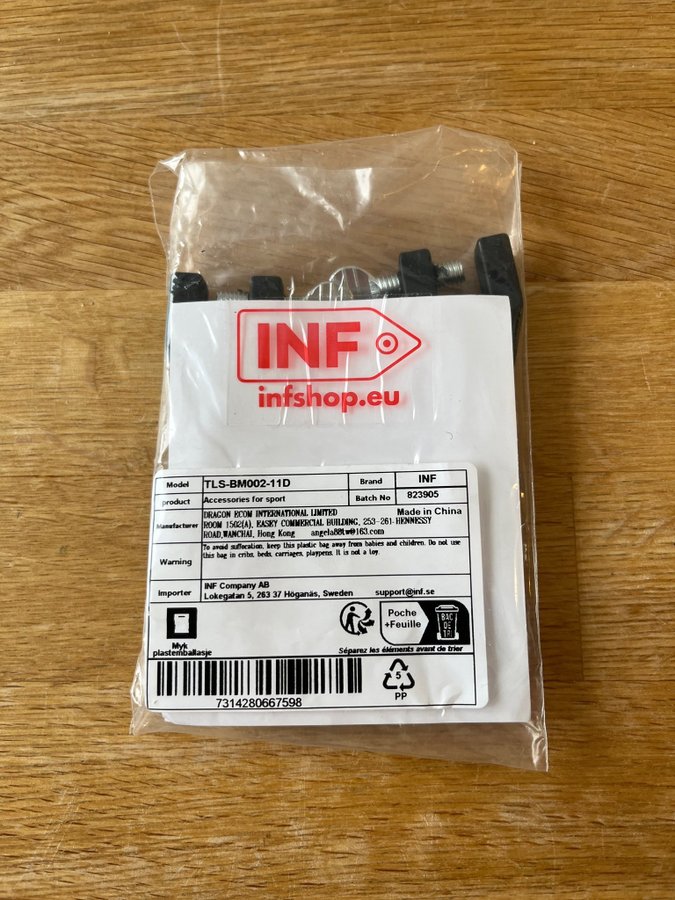 INF
infshop.eu
Model TLS-BM002-11D Brand INF
product Accessories for sport Batch No 823905
Manufacturer DRAGON ECOM INTERNATIONAL LIMITED Made in China
ROOM 1502(A), EASEY COMMERCIAL BUILDING, 253-261 HENNESSY
ROAD,WANCHAI, Hong Kong angela88tw@163.com
Warning To avoid suffocation, keep this plastic bag away from babies and children. Do not use
this bag in cribs, beds, carriages, playpens. It is not a toy.
Importer INF Company AB
Lokegatan 5, 263 37 Höganäs, Sweden support@inf.se
Myk
plastemballasje
Poche
+Feuille
BAC
DE
TRI
Séparez les éléments avant de trier
7314280667598
5
PP